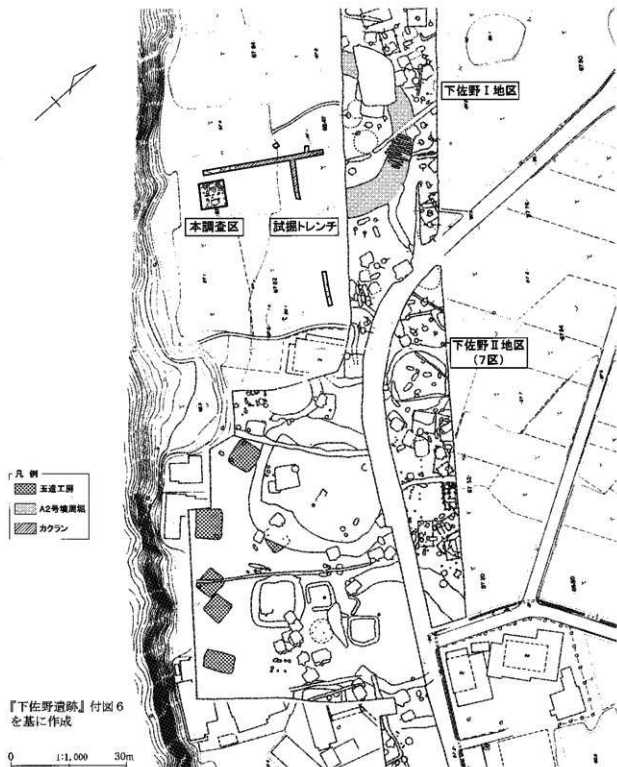 下佐野Ⅰ地区
本調査区
試掘トレンチ
下佐野Ⅱ地区
(7区)
凡例
玉造工房
A2号墳周堀
カクラン
『下佐野遺跡』付図6
を基に作成
0 1:1,000 30m